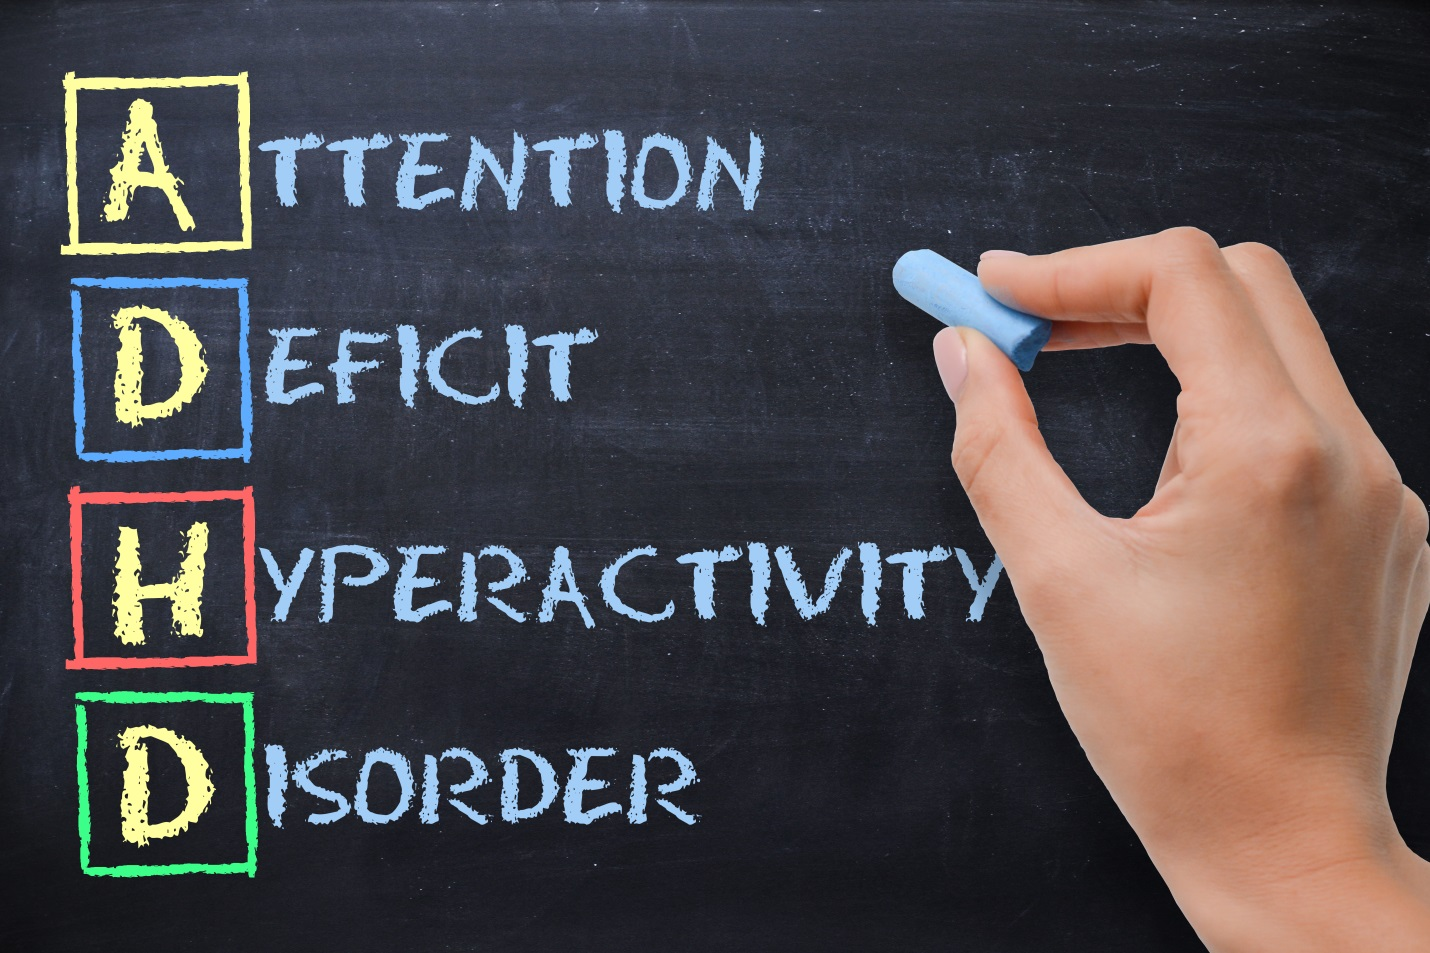 ATTENTION
DEFICIT
HYPERACTIVITY
DISORDER